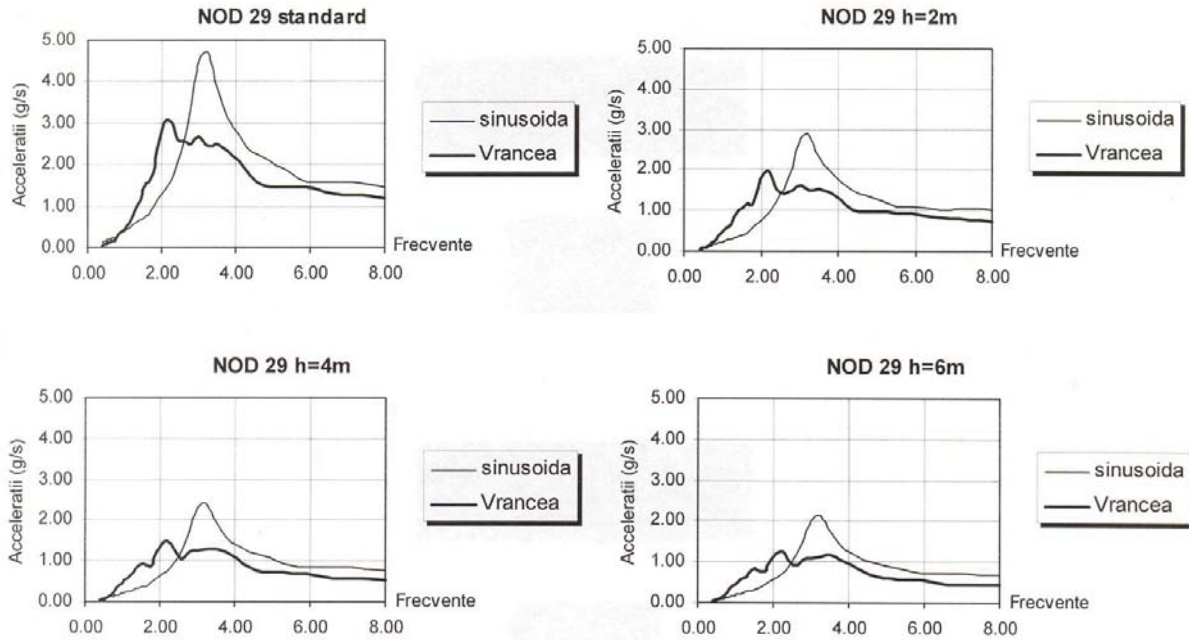 NOD 29 standard
5.00
4.00
3.00
2.00
1.00
0.00
Acceleratii (g/s)
0.00 2.00 4.00 6.00 8.00
Frecvente
sinusoida
Vrancea
NOD 29 h=2m
5.00
4.00
3.00
2.00
1.00
0.00
Acceleratii (g/s)
0.00 2.00 4.00 6.00 8.00
Frecvente
sinusoida
Vrancea
NOD 29 h=4m
5.00
4.00
3.00
2.00
1.00
0.00
Acceleratii (g/s)
0.00 2.00 4.00 6.00 8.00
Frecvente
sinusoida
Vrancea
NOD 29 h=6m
5.00
4.00
3.00
2.00
1.00
0.00
Acceleratii (g/s)
0.00 2.00 4.00 6.00 8.00
Frecvente
sinusoida
Vrancea